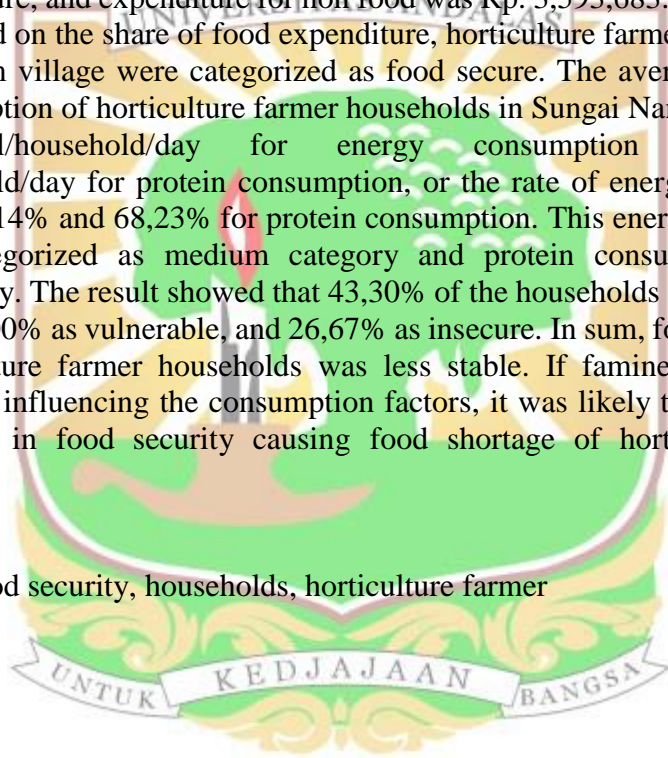 re, and expenditure for non food was Rp. 3,593,683.
UNIVERSITAS ANDALAS
d on the share of food expenditure, horticulture farme
n village were categorized as food secure. The aver
ption of horticulture farmer households in Sungai Na
l/household/day for energy consumption
ld/day for protein consumption, or the rate of energ
14% and 68,23% for protein consumption. This ener
egorized as medium category and protein consu
y. The result showed that 43,30% of the households
00% as vulnerable, and 26,67% as insecure. In sum, fo
ture farmer households was less stable. If famine
influencing the consumption factors, it was likely t
in food security causing food shortage of hort
od security, households, horticulture farmer
UNTUK KEDJAJAAN BANGSA